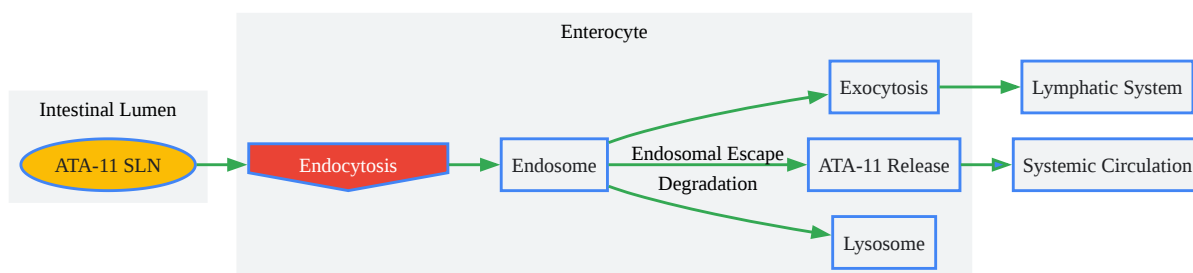 Enterocyte
Intestinal Lumen
Exocytosis
Lymphatic System
ATA-11 SLN
Endocytosis
Endosome
Endosomal Escape
ATA-11 Release
Systemic Circulation
Degradation
Lysosome